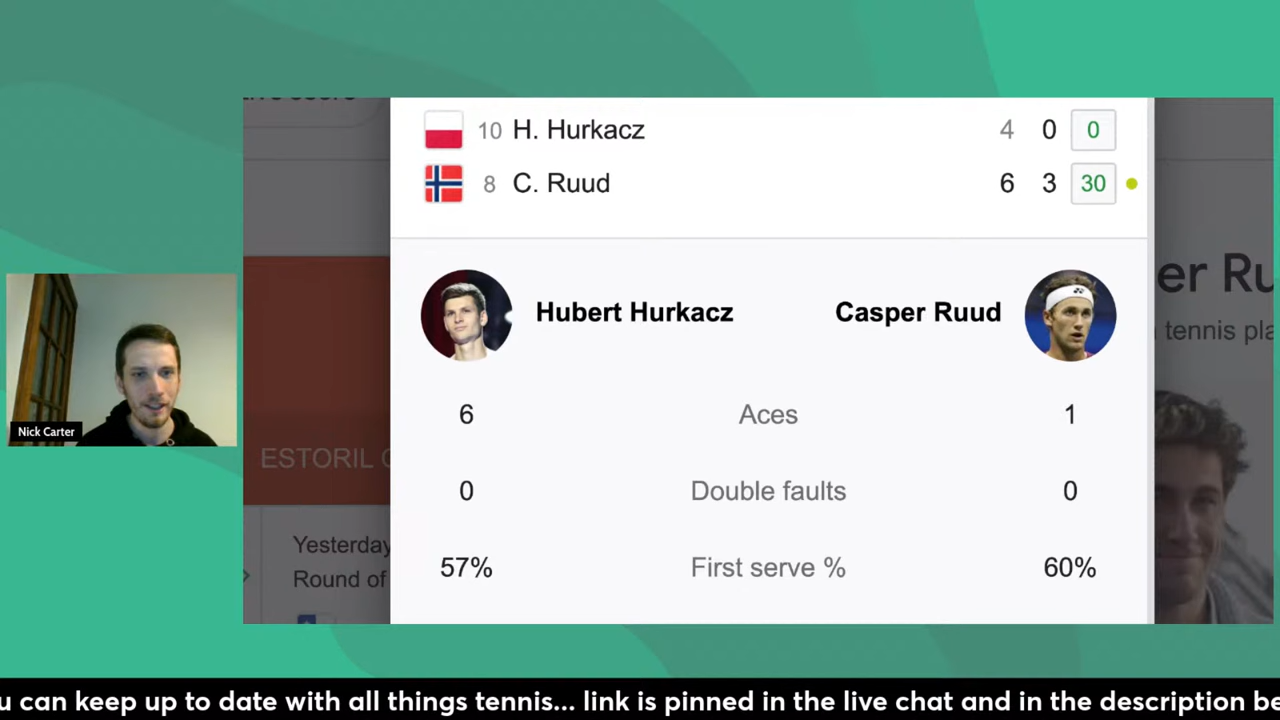 10 H. Hurkacz 4 0 0
8 C. Ruud 6 3 30
Hubert Hurkacz Casper Ruud
er Ru
tennis pla
6 Aces 1
Nick Carter
ESTORIL
0 Double faults 0
Yesterday
Round of
57% First serve % 60%
u can keep up to date with all things tennis... link is pinned in the live chat and in the description be